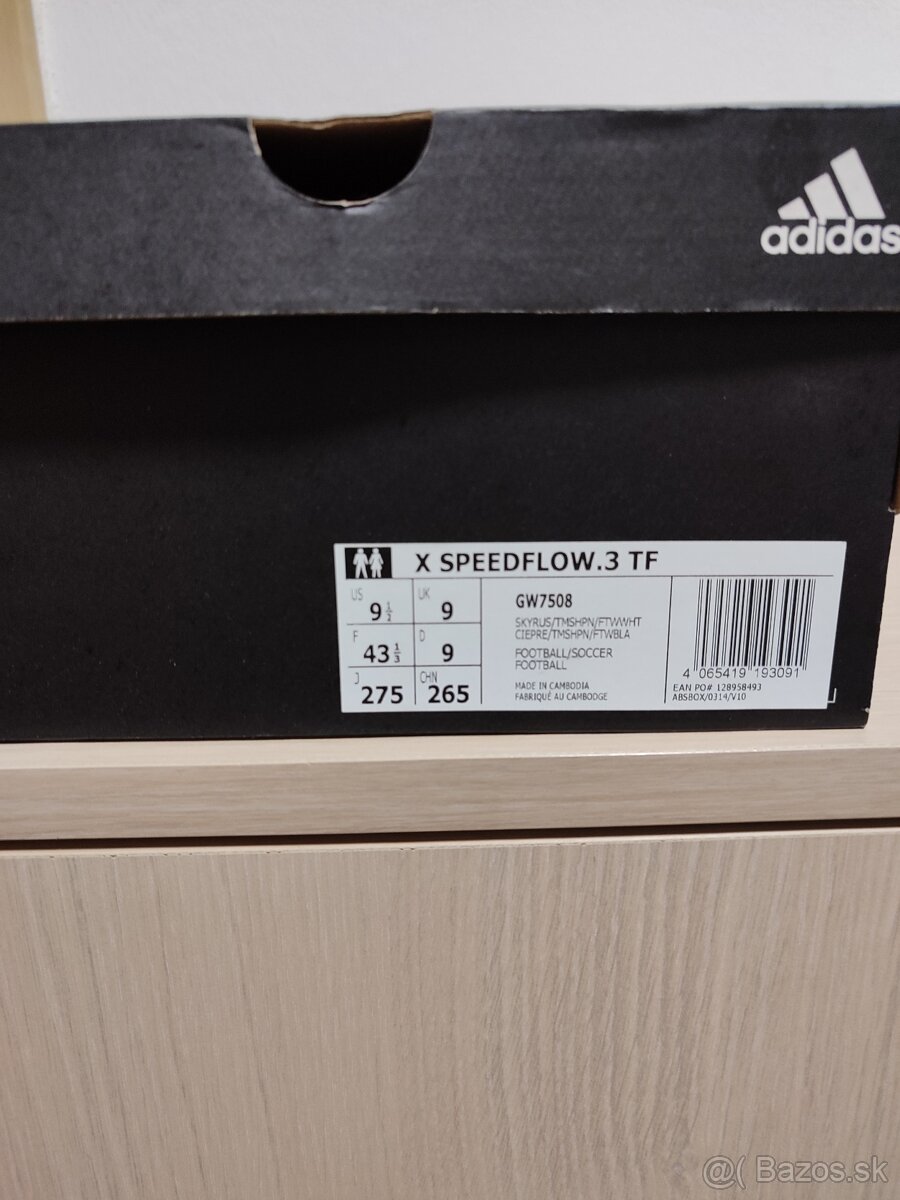 adidas
X SPEEDFLOW.3 TF
US 9½ UK 9
F 43⅓ D 9
J 275 CHN 265
GW7508
SKYRUS/TMSHPN/FTWWHT
CIEPRE/TMSHPN/FTWBLA
FOOTBALL/SOCCER
FOOTBALL
MADE IN CAMBODIA
FABRIQUÉ AU CAMBODGE
4 065419 193091
EAN PO# 128958493
ABSBOX/0314/V10
@( Bazos.sk